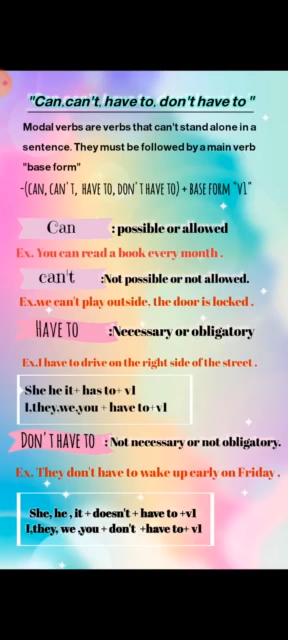 "Can,can't, have to, don't have to "
Modal verbs are verbs that can't stand alone in a
sentence. They must be followed by a main verb
"base form"
-(can, can't, have to, don't have to) + base form "v1"
Can : possible or allowed
Ex. You can read a book every month .
can't :Not possible or not allowed.
Ex.we can't play outside, the door is locked .
Have to :Necessary or obligatory
Ex.I have to drive on the right side of the street .
She he it+ has to+ v1
I,they,we,you + have to+v1
Don't have to : Not necessary or not obligatory.
Ex. They don't have to wake up early on Friday .
She, he , it + doesn't + have to +v1
I,they, we ,you + don't +have to+ v1